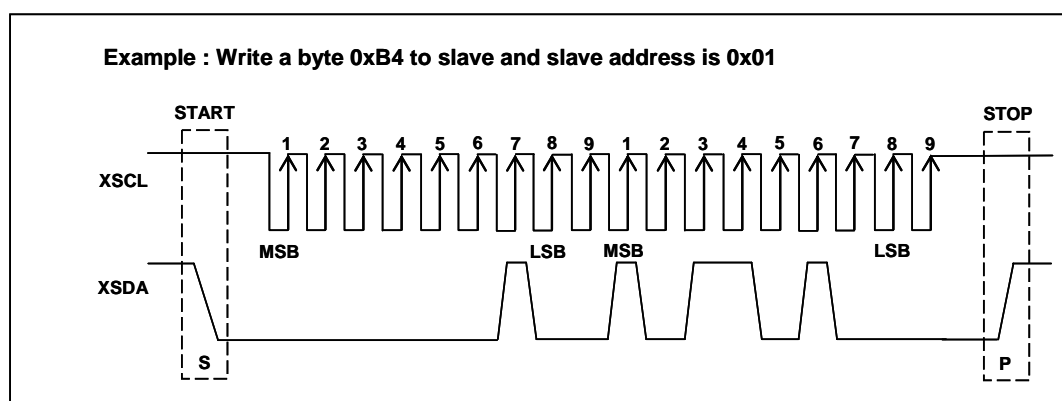 Example : Write a byte 0xB4 to slave and slave address is 0x01
START STOP
1 2 3 4 5 6 7 8 9 1 2 3 4 5 6 7 8 9
XSCL
MSB LSB MSB LSB
XSDA
S P